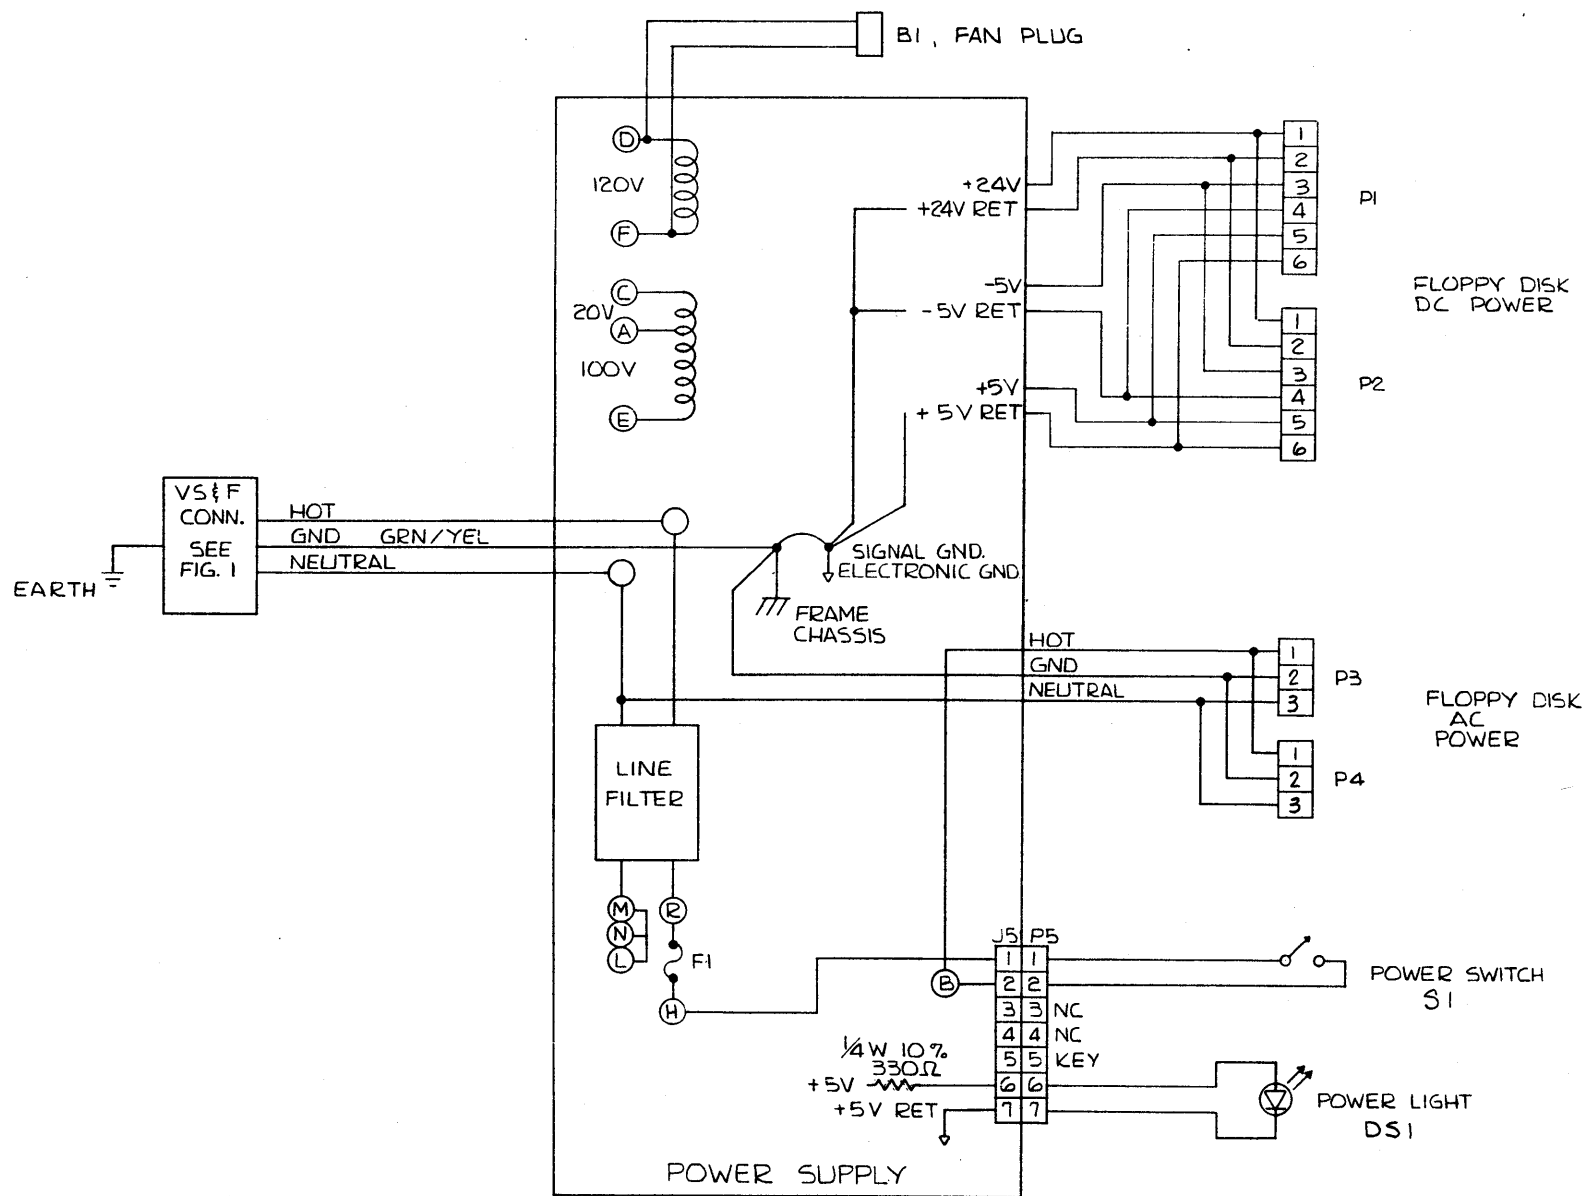 B1, FAN PLUG
D
120V
F
C
20V
A
100V
E
+24V
+24V RET
-5V
-5V RET
+5V
+5V RET
1
2
3
4
5
6
P1
1
2
3
4
5
6
P2
FLOPPY DISK
DC POWER
VS&F
CONN.
SEE
FIG. 1
HOT
GND GRN/YEL
NEUTRAL
EARTH
SIGNAL GND.
ELECTRONIC GND
FRAME
CHASSIS
HOT
GND
NEUTRAL
1
2
3
P3
1
2
3
P4
FLOPPY DISK
AC
POWER
LINE
FILTER
M
N
L
R
F1
H
B
J5 P5
1 1
2 2
3 3 NC
4 4 NC
5 5 KEY
6 6
7 7
POWER SWITCH
S1
1/4W 10%
330Ω
+5V
+5V RET
POWER LIGHT
DS1
POWER SUPPLY